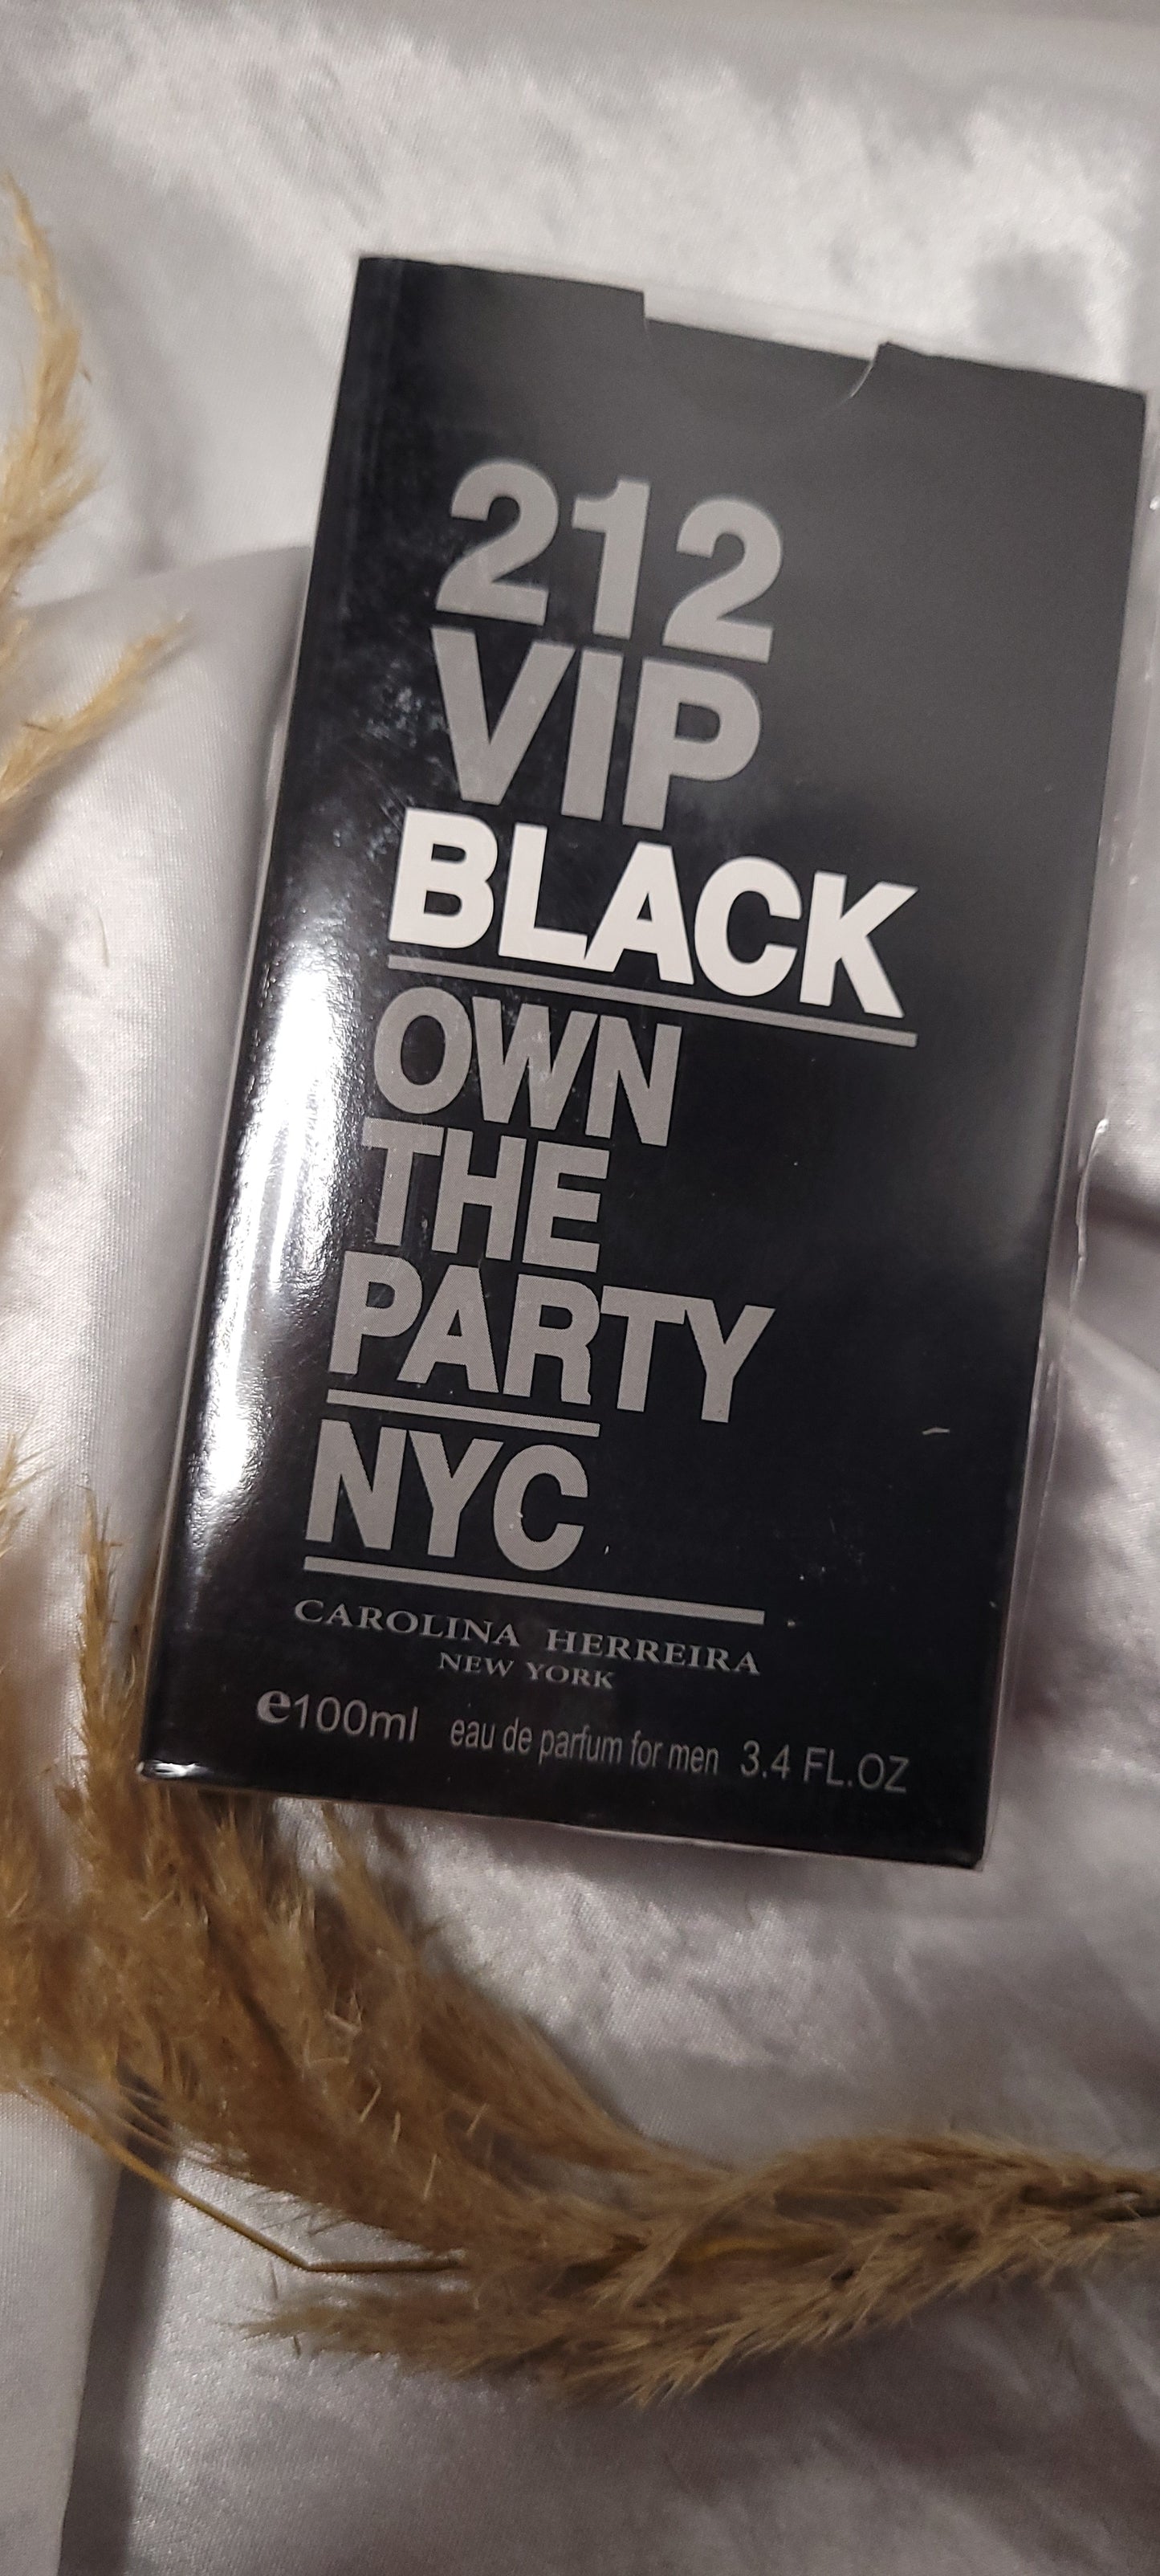 212
VIP
BLACK
OWN
THE
PARTY
NYC
CAROLINA HERREIRA
NEW YORK
e100ml eau de parfum for men 3.4 FL.OZ